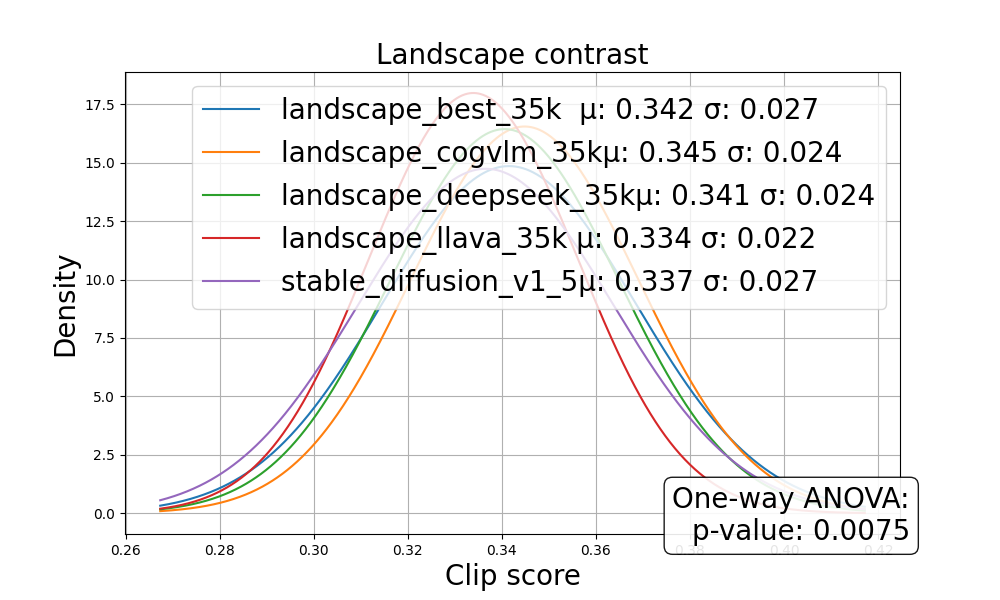 Landscape contrast
17.5
15.0
12.5
10.0
7.5
5.0
2.5
0.0
Density
landscape_best_35k  μ: 0.342 σ: 0.027
landscape_cogvlm_35kμ: 0.345 σ: 0.024
landscape_deepseek_35kμ: 0.341 σ: 0.024
landscape_llava_35k μ: 0.334 σ: 0.022
stable_diffusion_v1_5μ: 0.337 σ: 0.027
One-way ANOVA:
p-value: 0.0075
0.26 0.28 0.30 0.32 0.34 0.36 0.38 0.40 0.42
Clip score